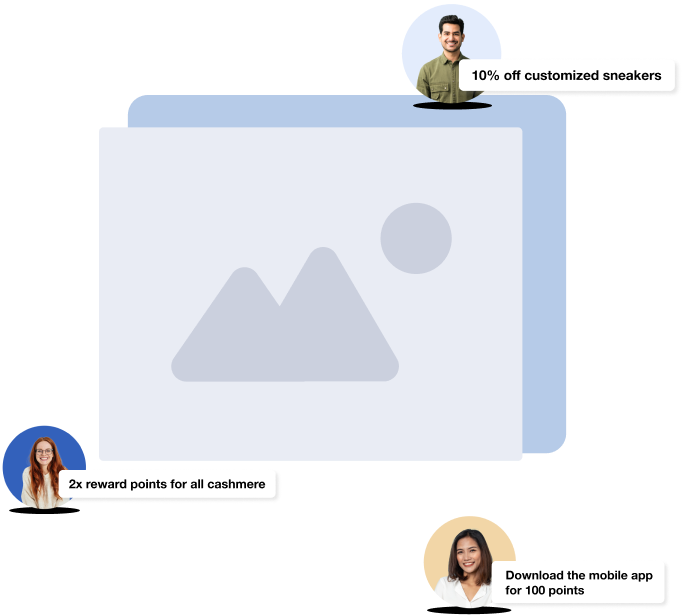 10% off customized sneakers
2x reward points for all cashmere
Download the mobile app
for 100 points